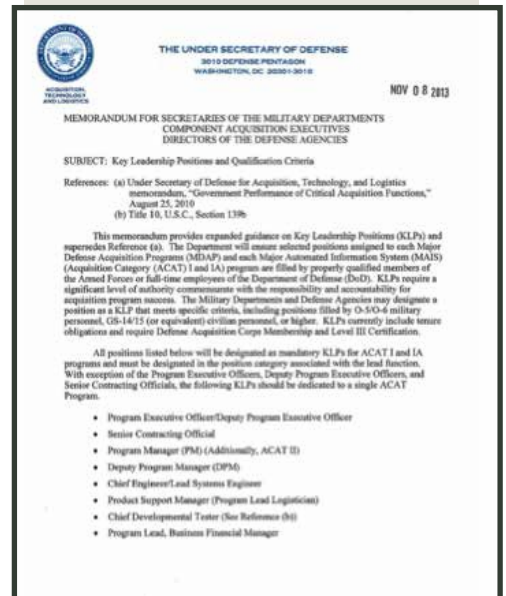 THE UNDER SECRETARY OF DEFENSE
3010 DEFENSE PENTAGON
WASHINGTON, DC 20301-3010
ACQUISITION,
TECHNOLOGY
AND LOGISTICS
NOV 08 2013
MEMORANDUM FOR SECRETARIES OF THE MILITARY DEPARTMENTS
COMPONENT ACQUISITION EXECUTIVES
DIRECTORS OF THE DEFENSE AGENCIES
SUBJECT: Key Leadership Positions and Qualification Criteria
References: (a) Under Secretary of Defense for Acquisition, Technology, and Logistics
memorandum, "Government Performance of Critical Acquisition Functions,"
August 25, 2010
(b) Title 10, U.S.C., Section 139b
This memorandum provides expanded guidance on Key Leadership Positions (KLPs) and
supersedes Reference (a). The Department will ensure selected positions assigned to each Major
Defense Acquisition Programs (MDAP) and each Major Automated Information System (MAIS)
(Acquisition Category (ACAT) I and IA) program are filled by properly qualified members of
the Armed Forces or full-time employees of the Department of Defense (DoD). KLPs require a
significant level of authority commensurate with the responsibility and accountability for
acquisition program success. The Military Departments and Defense Agencies may designate a
position as a KLP that meets specific criteria, including positions filled by O-5/O-6 military
personnel, GS-14/15 (or equivalent) civilian personnel, or higher. KLPs currently include tenure
obligations and require Defense Acquisition Corps Membership and Level III Certification.
All positions listed below will be designated as mandatory KLPs for ACAT I and IA
programs and must be designated in the position category associated with the lead function.
With exception of the Program Executive Officers, Deputy Program Executive Officers, and
Senior Contracting Officials, the following KLPs should be dedicated to a single ACAT
Program.
• Program Executive Officer/Deputy Program Executive Officer
• Senior Contracting Official
• Program Manager (PM) (Additionally, ACAT II)
• Deputy Program Manager (DPM)
• Chief Engineer/Lead Systems Engineer
• Product Support Manager (Program Lead Logistician)
• Chief Developmental Tester (See Reference (b))
• Program Lead, Business Financial Manager